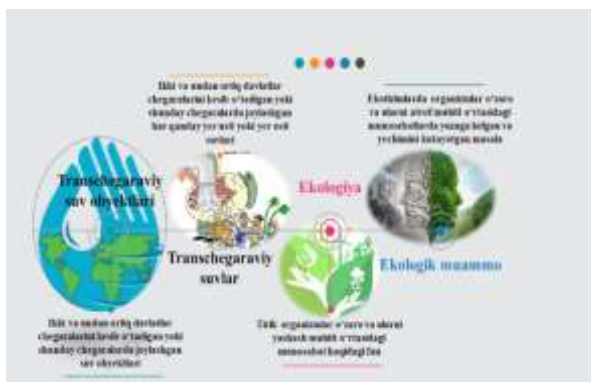 Ikki va undan ortiq davlatlar
chegaralarini kesib o‘tadigan yoki
shunday chegaralarda joylashgan
har qanday yer usti yoki yer osti
suvlari
Ekotizimlarda organizmlar o‘zaro
va ularni atrof muhiti o‘rtasidagi
munosabatlarda yuzaga kelgan va
yechimini kutayotgan masala
Transchegaraviy
suv obyektlari
Ekologiya
Transchegaraviy
suvlar
Ekologik muammo
Ikki va undan ortiq davlatlar
chegaralarini kesib o‘tadigan yoki
shunday chegaralarda joylashgan
suv obyektlari
Tirik organizmlar o‘zaro va ularni
yashash muhiti o‘rtasidagi
munosabati haqidagi fan